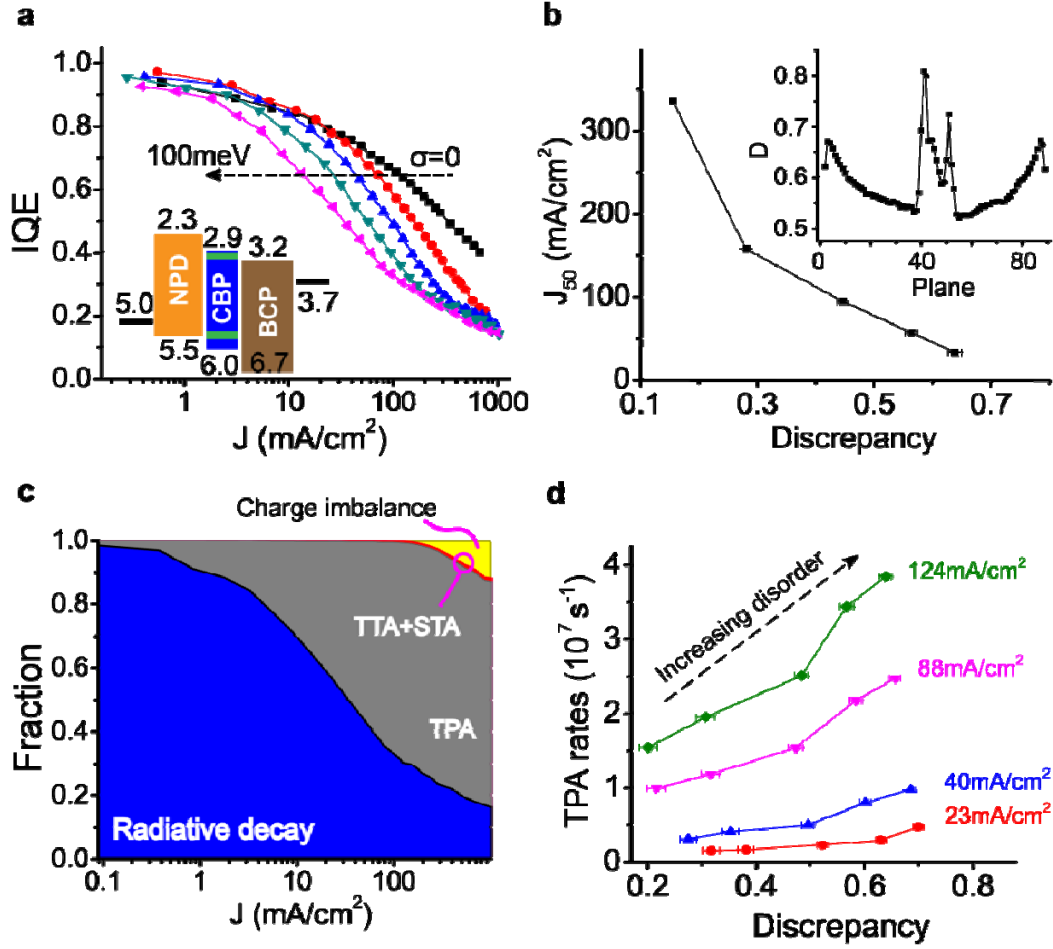 a
1.0
0.8
0.6
0.4
0.2
0.0
IQE
100meV
σ=0
2.3
2.9
3.2
5.0
NPD
CBP
BCP
3.7
5.5
6.0
6.7
1
10
100
1000
J (mA/cm²)
b
300
200
100
0
J₅₀ (mA/cm²)
0.8
0.7
0.6
0.5
D
0
40
80
Plane
0.1
0.3
0.5
0.7
Discrepancy
c
Charge imbalance
1.0
0.8
0.6
0.4
0.2
0.0
Fraction
TTA+STA
TPA
Radiative decay
0.1
1
10
100
J (mA/cm²)
d
4
3
2
1
0
TPA rates (10⁷ s⁻¹)
Increasing disorder
124mA/cm²
88mA/cm²
40mA/cm²
23mA/cm²
0.2
0.4
0.6
0.8
Discrepancy